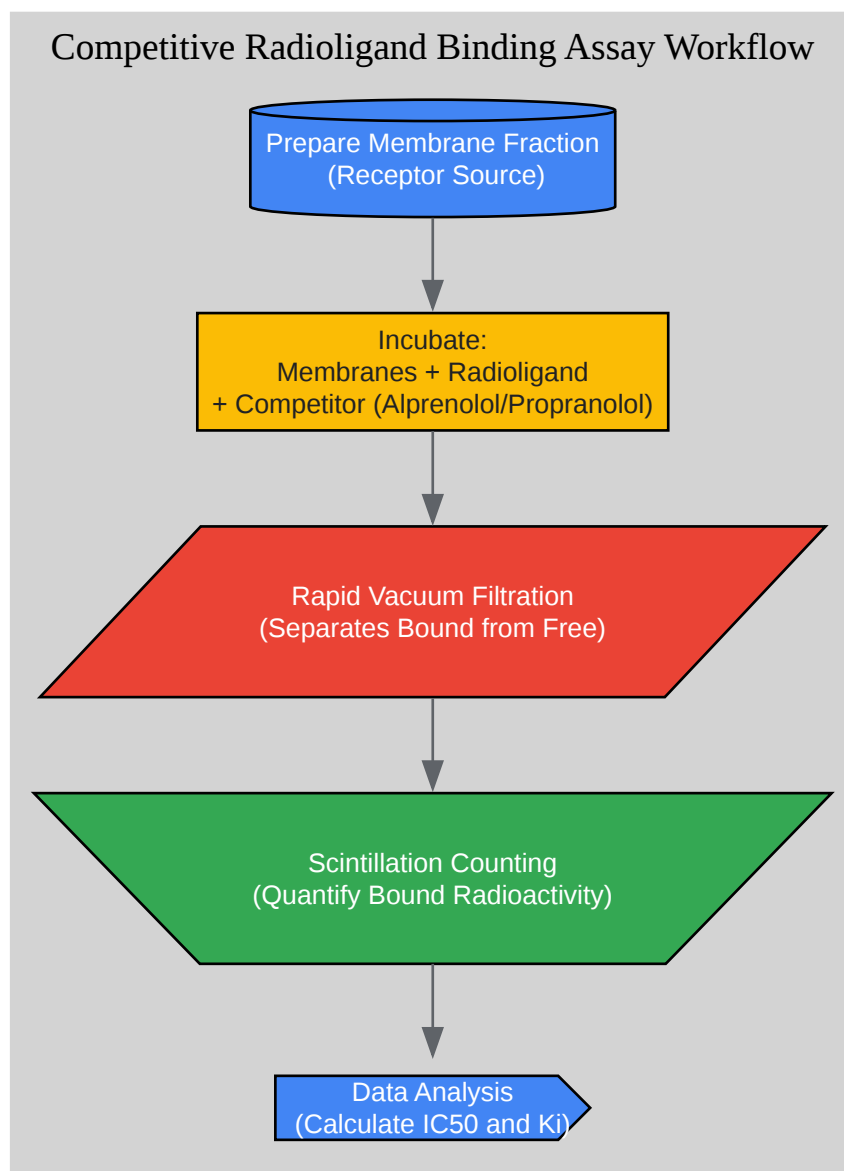 Competitive Radioligand Binding Assay Workflow
Prepare Membrane Fraction
(Receptor Source)
Incubate:
Membranes + Radioligand
+ Competitor (Alprenolol/Propranolol)
Rapid Vacuum Filtration
(Separates Bound from Free)
Scintillation Counting
(Quantify Bound Radioactivity)
Data Analysis
(Calculate IC50 and Ki)